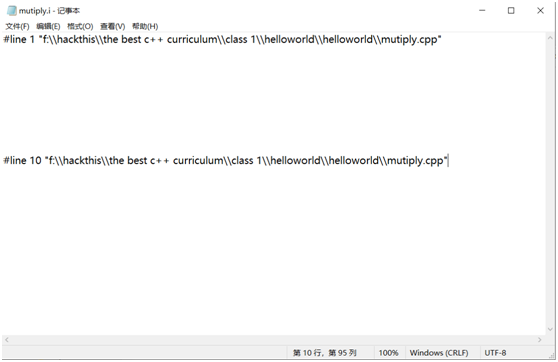 mutiply.i - 记事本
文件(F) 编辑(E) 格式(O) 查看(V) 帮助(H)
#line 1 "f:\\hackthis\\the best c++ curriculum\\class 1\\helloworld\\helloworld\\mutiply.cpp"
#line 10 "f:\\hackthis\\the best c++ curriculum\\class 1\\helloworld\\helloworld\\mutiply.cpp"
第 10 行，第 95 列 100% Windows (CRLF) UTF-8